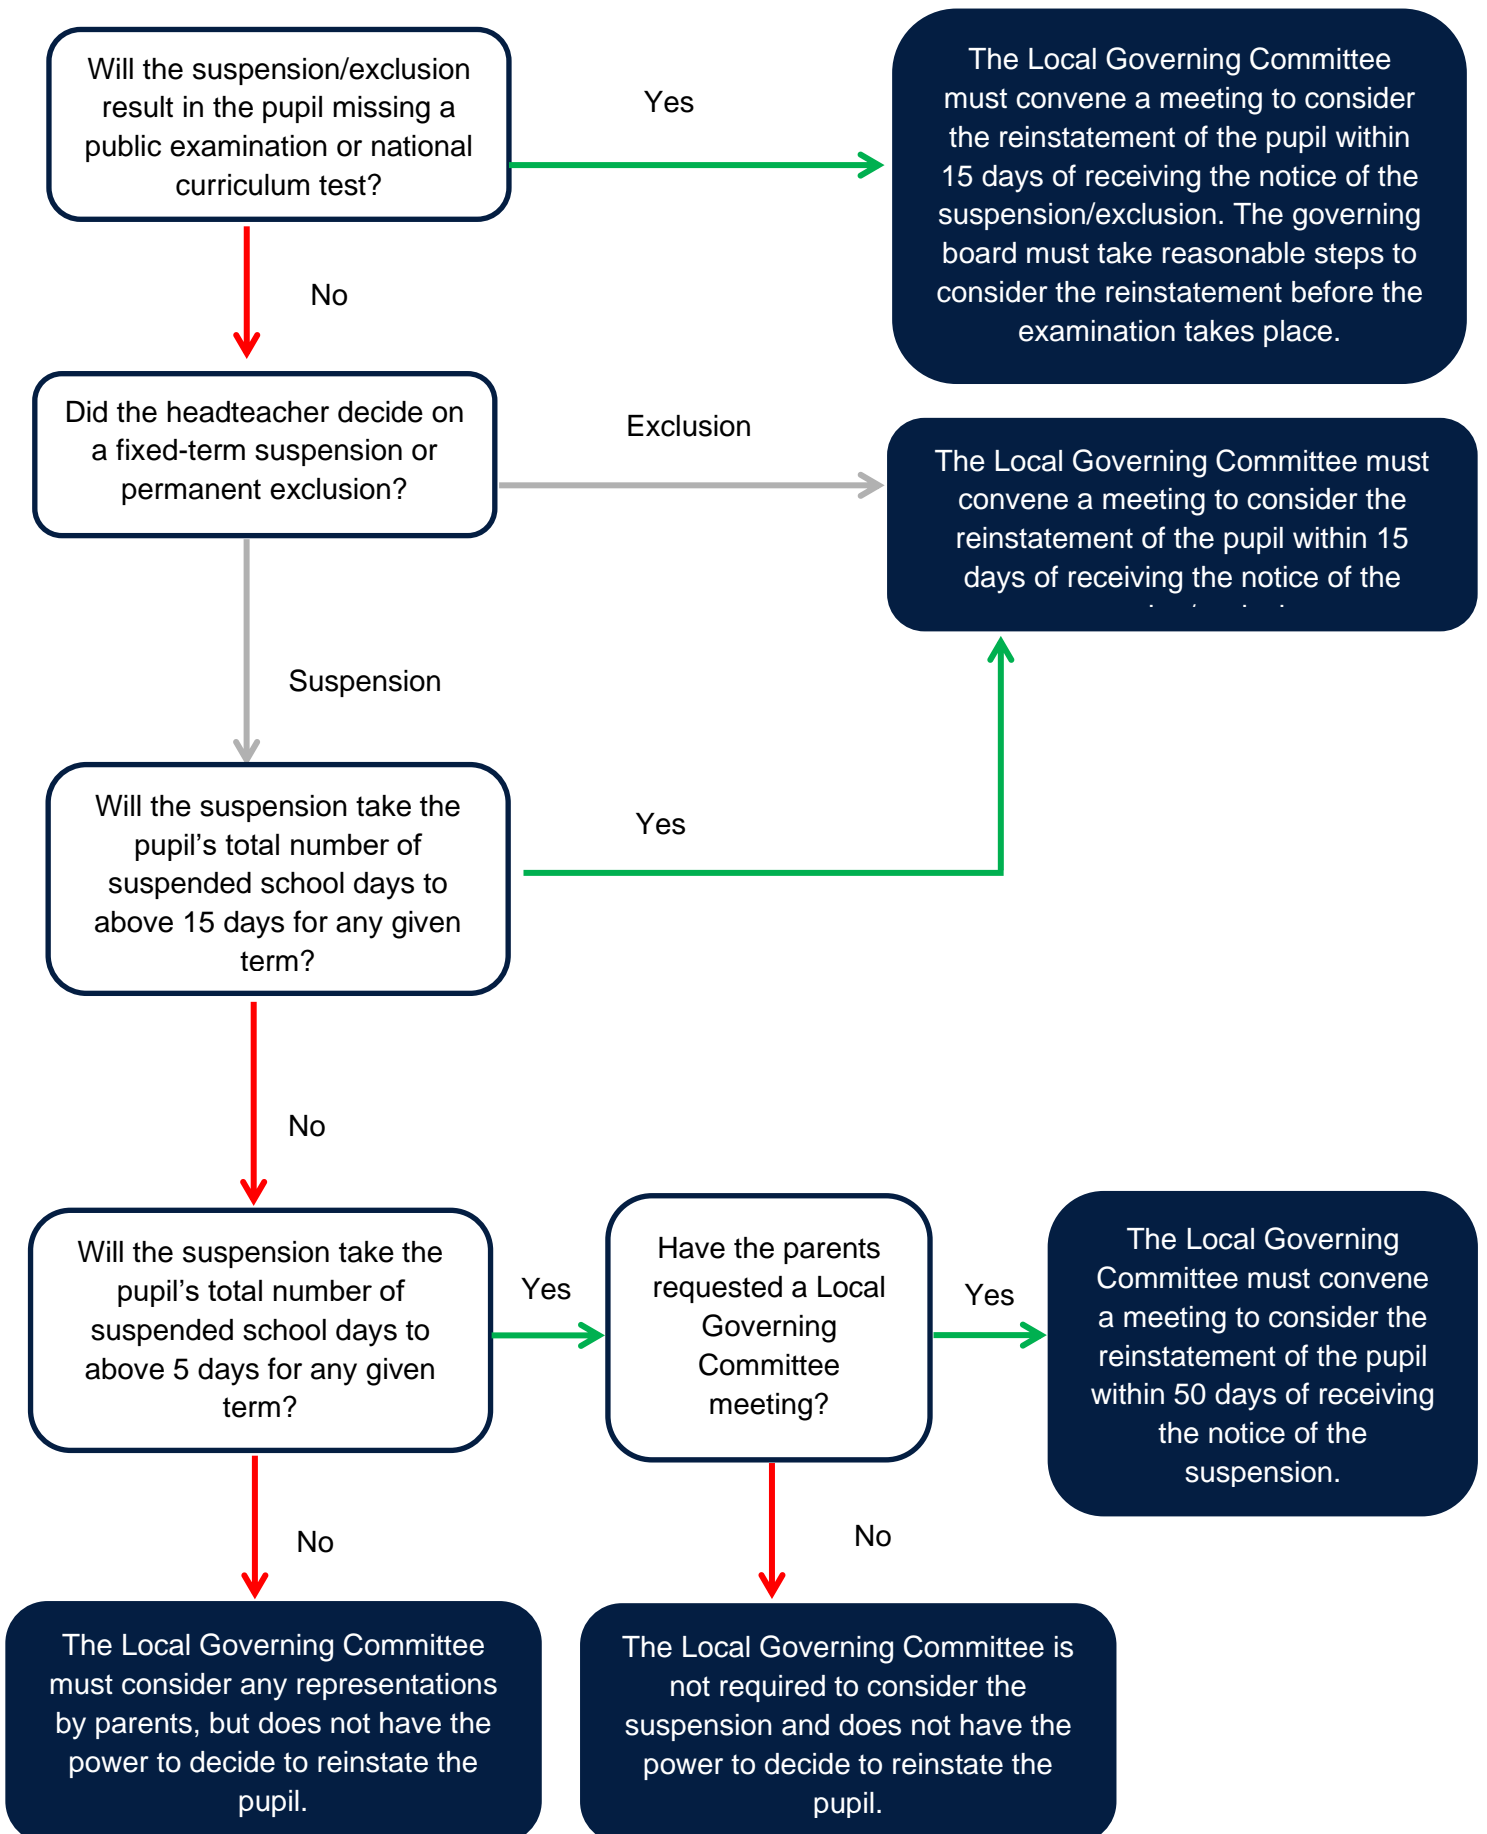 Will the suspension/exclusion
result in the pupil missing a
public examination or national
curriculum test?
Yes
The Local Governing Committee
must convene a meeting to consider
the reinstatement of the pupil within
15 days of receiving the notice of the
suspension/exclusion. The governing
board must take reasonable steps to
consider the reinstatement before the
examination takes place.
No
Did the headteacher decide on
a fixed-term suspension or
permanent exclusion?
Exclusion
The Local Governing Committee must
convene a meeting to consider the
reinstatement of the pupil within 15
days of receiving the notice of the
Suspension
Will the suspension take the
pupil’s total number of
suspended school days to
above 15 days for any given
term?
Yes
No
Will the suspension take the
pupil’s total number of
suspended school days to
above 5 days for any given
term?
Yes
Have the parents
requested a Local
Governing
Committee
meeting?
Yes
The Local Governing
Committee must convene
a meeting to consider the
reinstatement of the pupil
within 50 days of receiving
the notice of the
suspension.
No
No
The Local Governing Committee
must consider any representations
by parents, but does not have the
power to decide to reinstate the
pupil.
The Local Governing Committee is
not required to consider the
suspension and does not have the
power to decide to reinstate the
pupil.